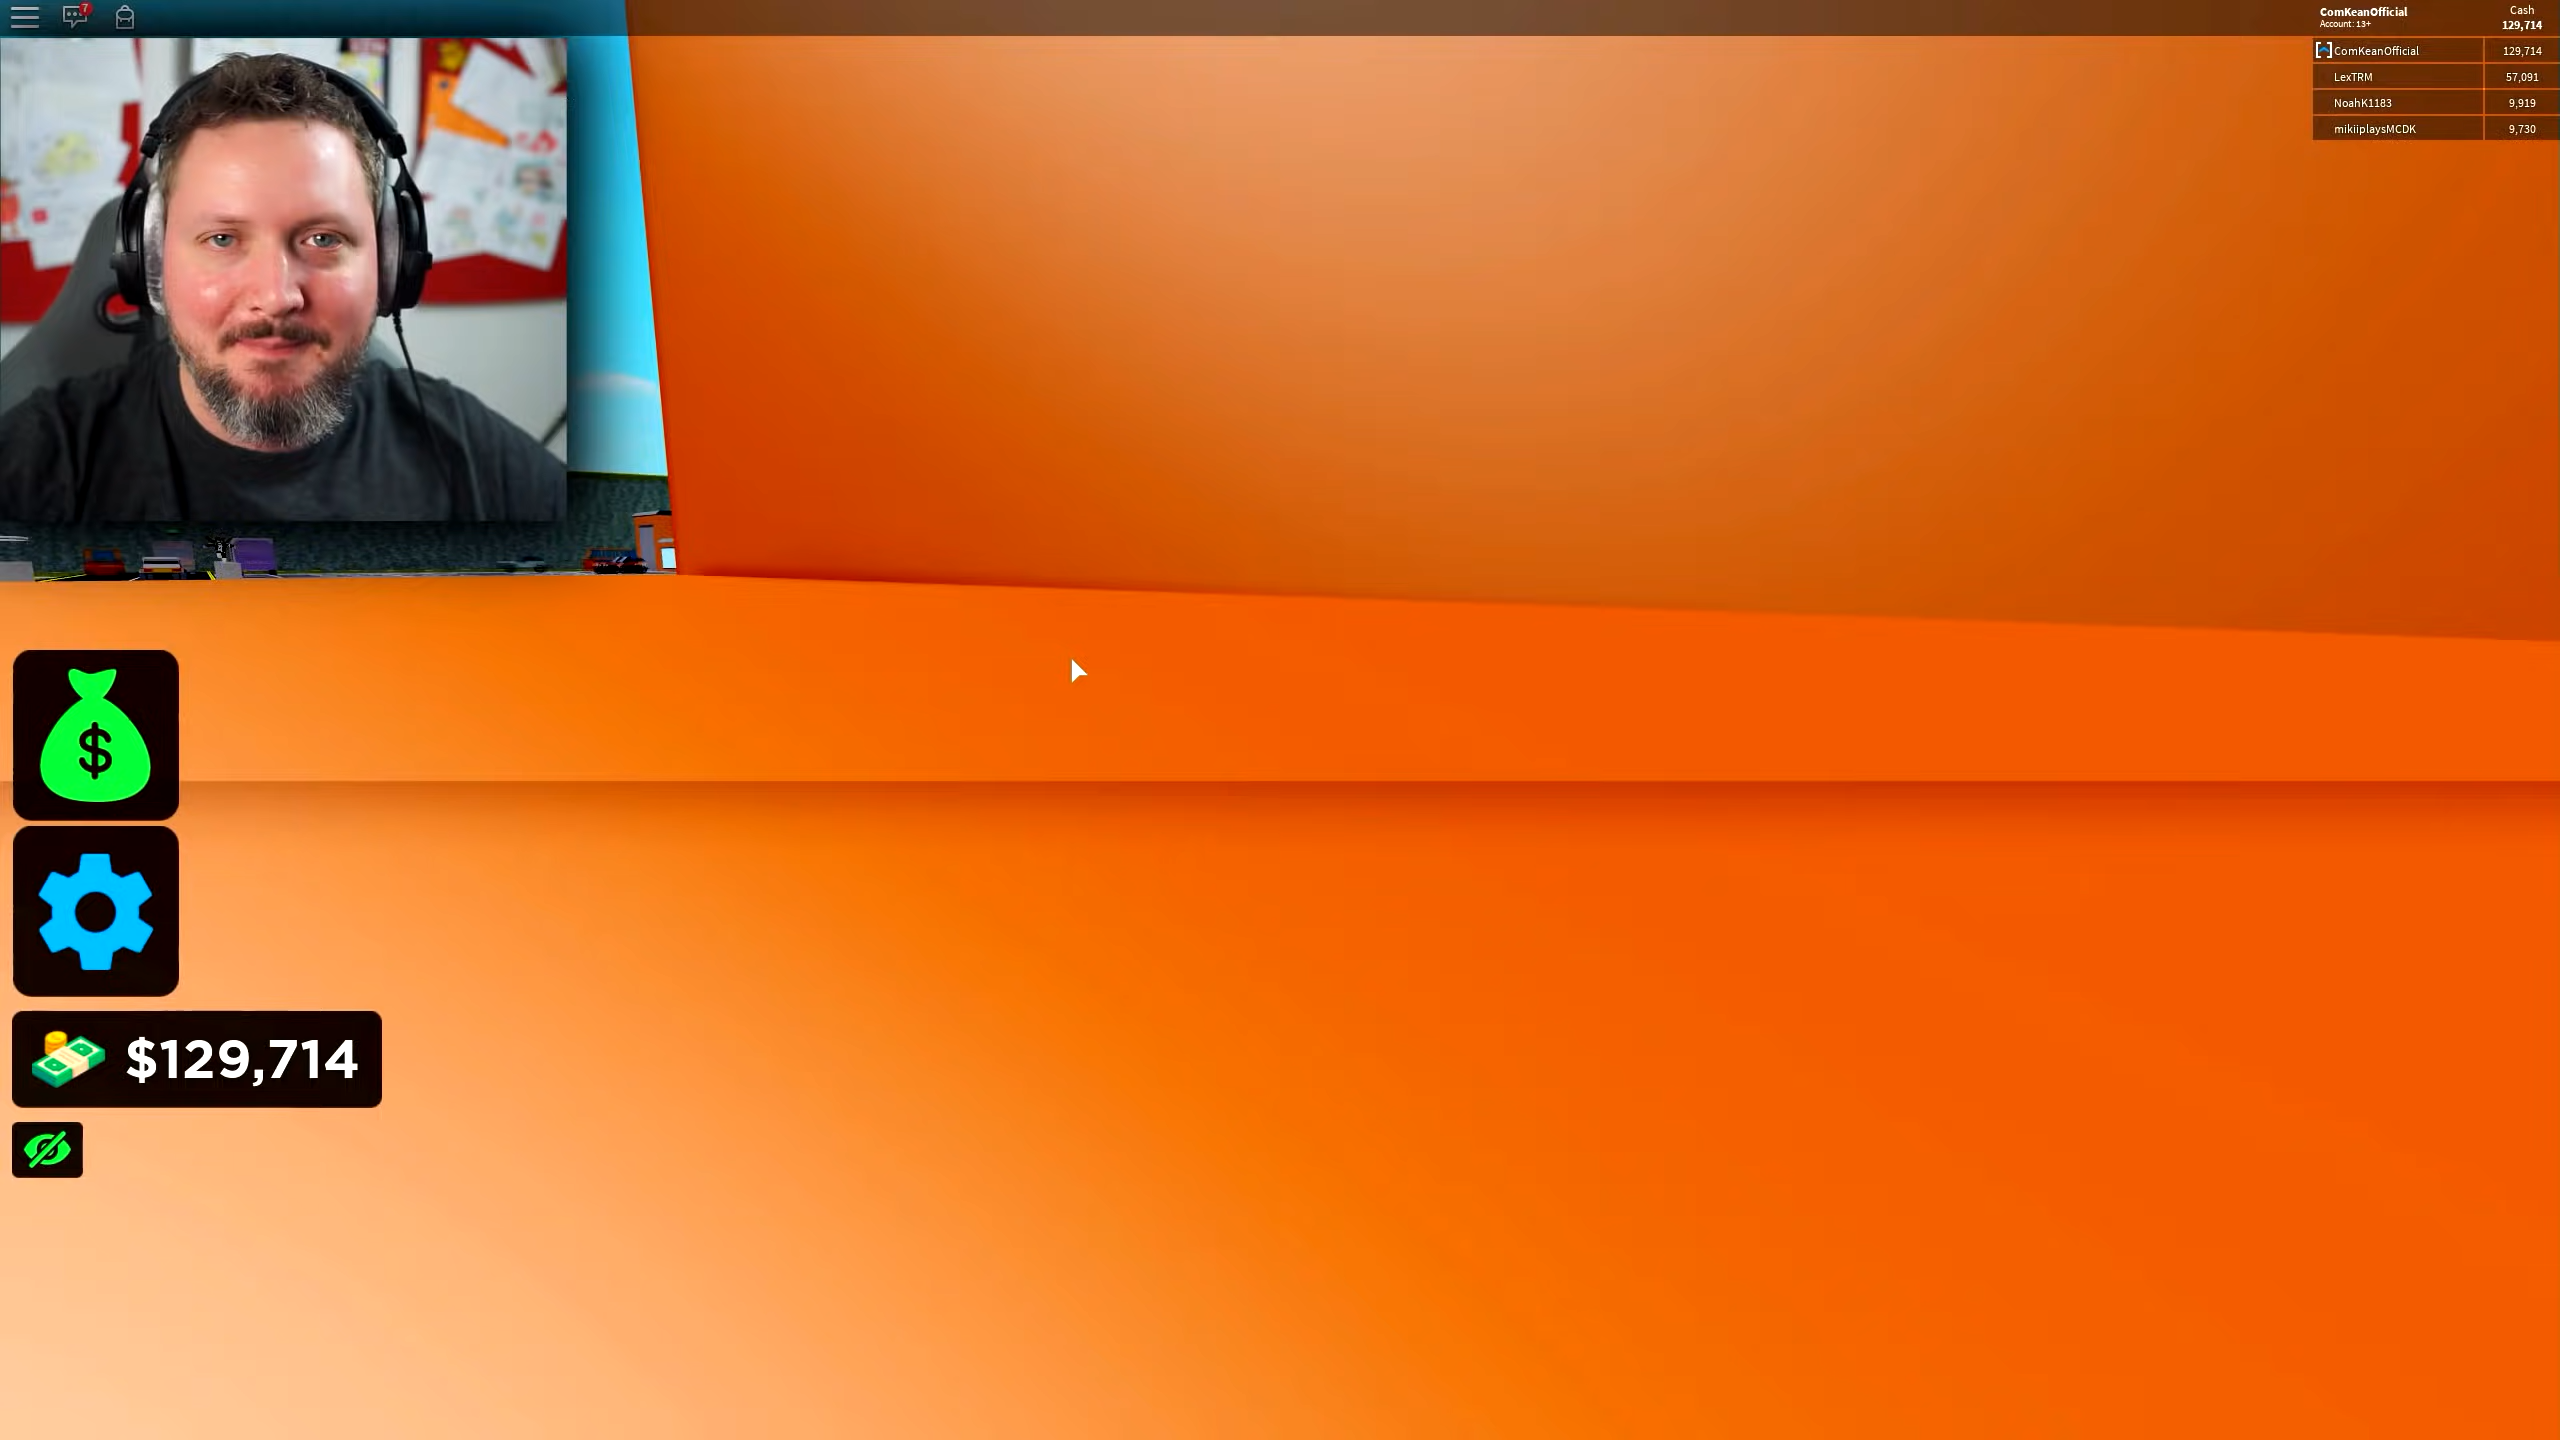 7
ComKeanOfficial
Account: 13+
Cash
129,714
ComKeanOfficial 129,714
LexTRM 57,091
NoahK1183 9,919
mikiiplaysMCDK 9,730
$
$129,714